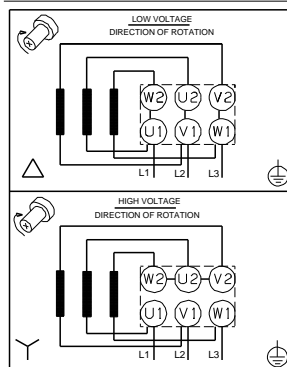 LOW VOLTAGE
DIRECTION OF ROTATION
W2 U2 V2
U1 V1 W1
L1 L2 L3
HIGH VOLTAGE
DIRECTION OF ROTATION
W2 U2 V2
U1 V1 W1
L1 L2 L3